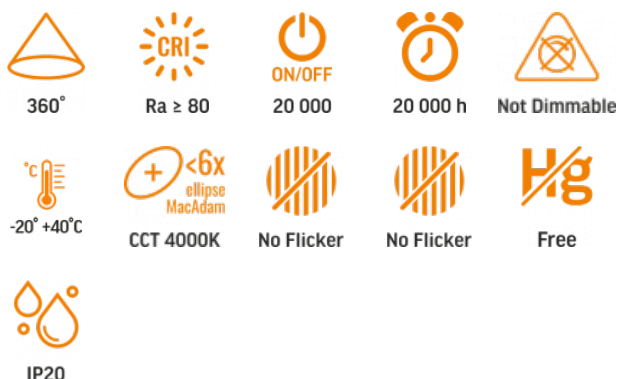 CRI
ON/OFF
360°
Ra ≥ 80
20 000
20 000 h
Not Dimmable
°C
<6x
ellipse
MacAdam
Hg
-20° +40°C
CCT 4000K
No Flicker
No Flicker
Free
IP20